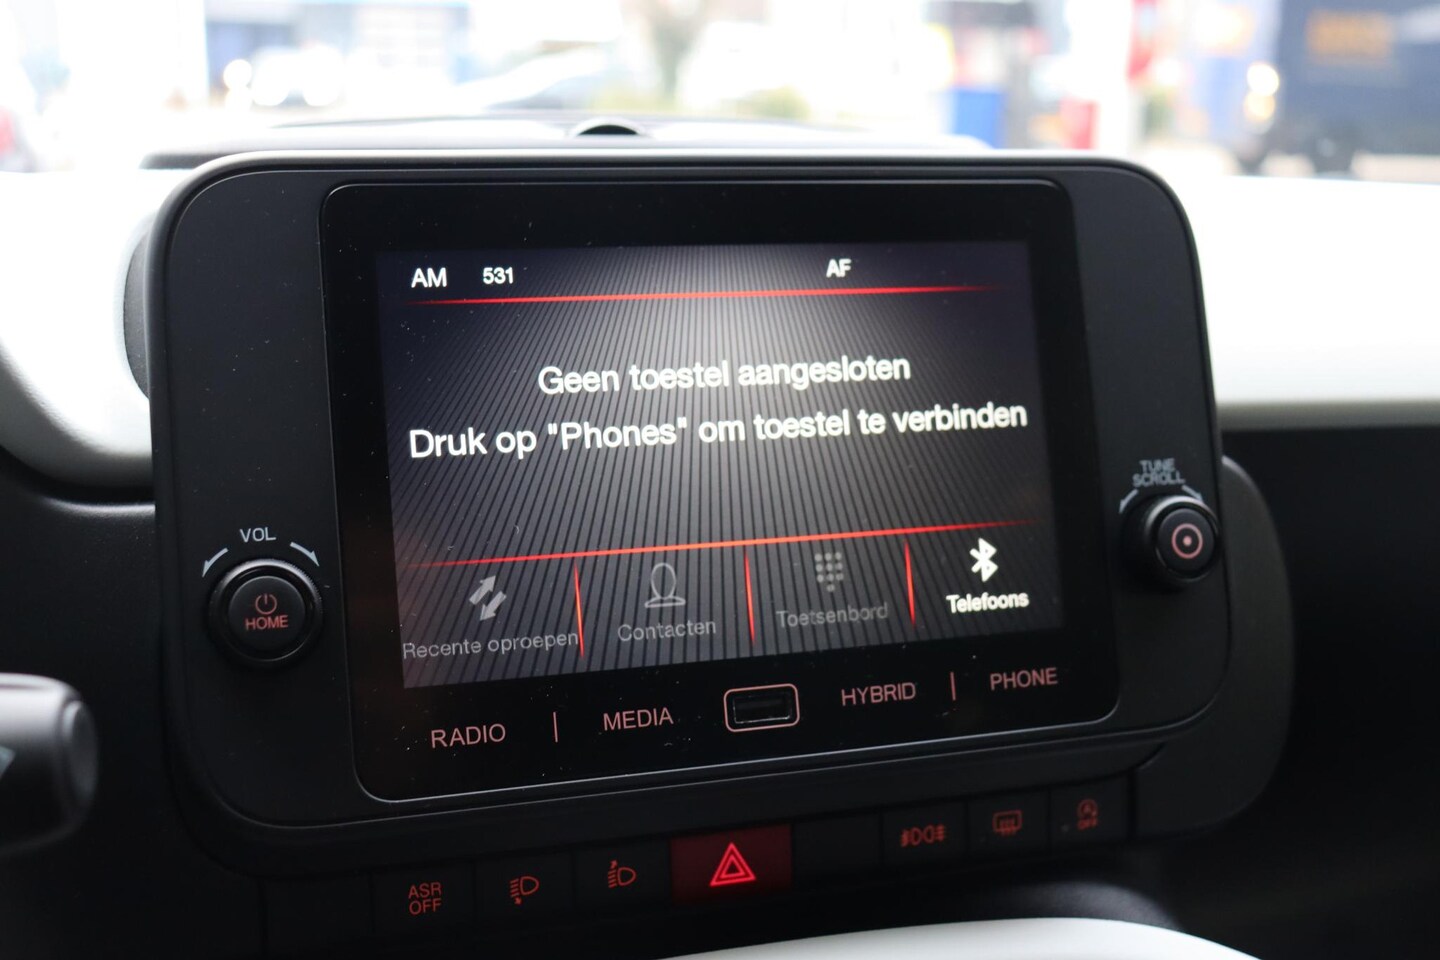 AM 531 AF
Geen toestel aangesloten
Druk op "Phones" om toestel te verbinden
TUNE
SCROLL
VOL
HOME
Recente oproepen Contacten Toetsenbord Telefoons
RADIO | MEDIA HYBRID | PHONE
ASR
OFF
OFF